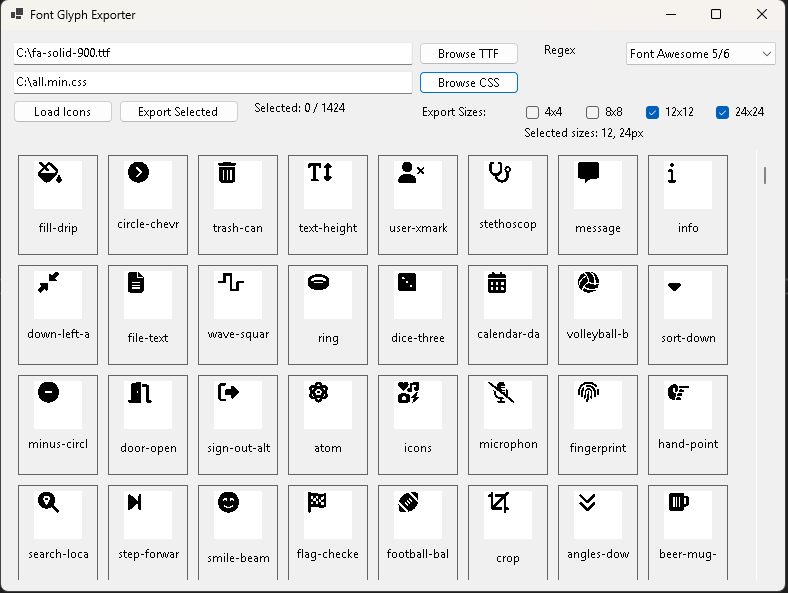 Font Glyph Exporter
C:\fa-solid-900.ttf
Browse TTF
Regex
Font Awesome 5/6
C:\all.min.css
Browse CSS
Load Icons
Export Selected
Selected: 0 / 1424
Export Sizes:
4x4
8x8
12x12
24x24
Selected sizes: 12, 24px
fill-drip
circle-chevr
trash-can
text-height
user-xmark
stethoscop
message
info
down-left-a
file-text
wave-squar
ring
dice-three
calendar-da
volleyball-b
sort-down
minus-circl
door-open
sign-out-alt
atom
icons
microphon
fingerprint
hand-point
search-loca
step-forwar
smile-beam
flag-checke
football-bal
crop
angles-dow
beer-mug-